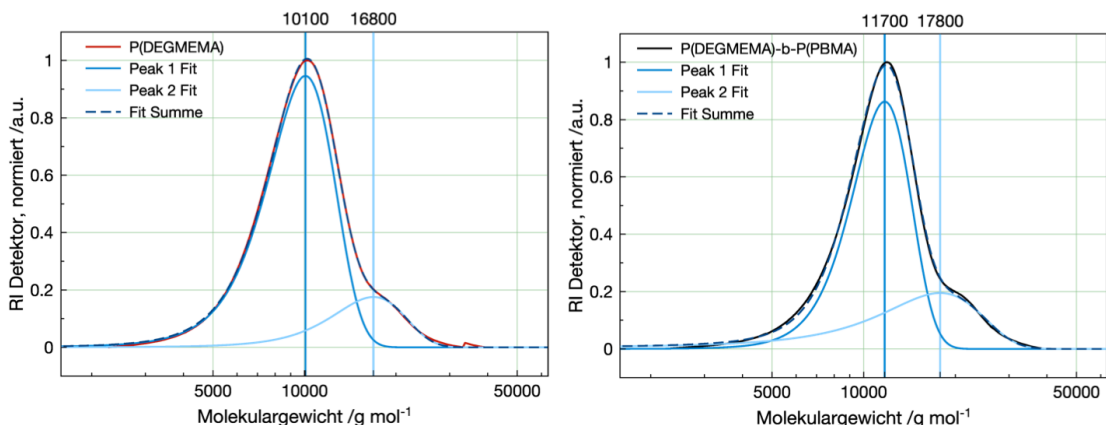 10100 16800
P(DEGMEMA)
Peak 1 Fit
Peak 2 Fit
Fit Summe
1
0.8
0.6
0.4
0.2
0
RI Detektor, normiert /a.u.
5000 10000 50000
Molekulargewicht /g mol⁻¹
11700 17800
P(DEGMEMA)-b-P(PBMA)
Peak 1 Fit
Peak 2 Fit
Fit Summe
1
0.8
0.6
0.4
0.2
0
RI Detektor, normiert /a.u.
5000 10000 50000
Molekulargewicht /g mol⁻¹